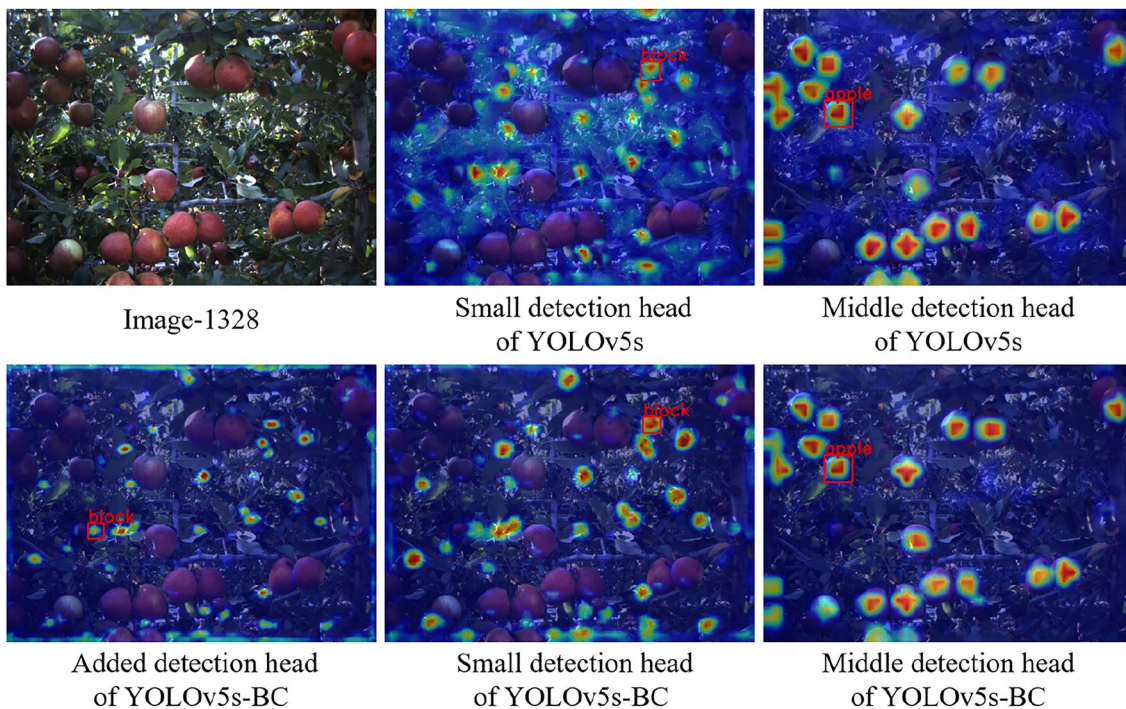 block
apple
Image-1328
Small detection head
of YOLOv5s
Middle detection head
of YOLOv5s
block
block
apple
Added detection head
of YOLOv5s-BC
Small detection head
of YOLOv5s-BC
Middle detection head
of YOLOv5s-BC